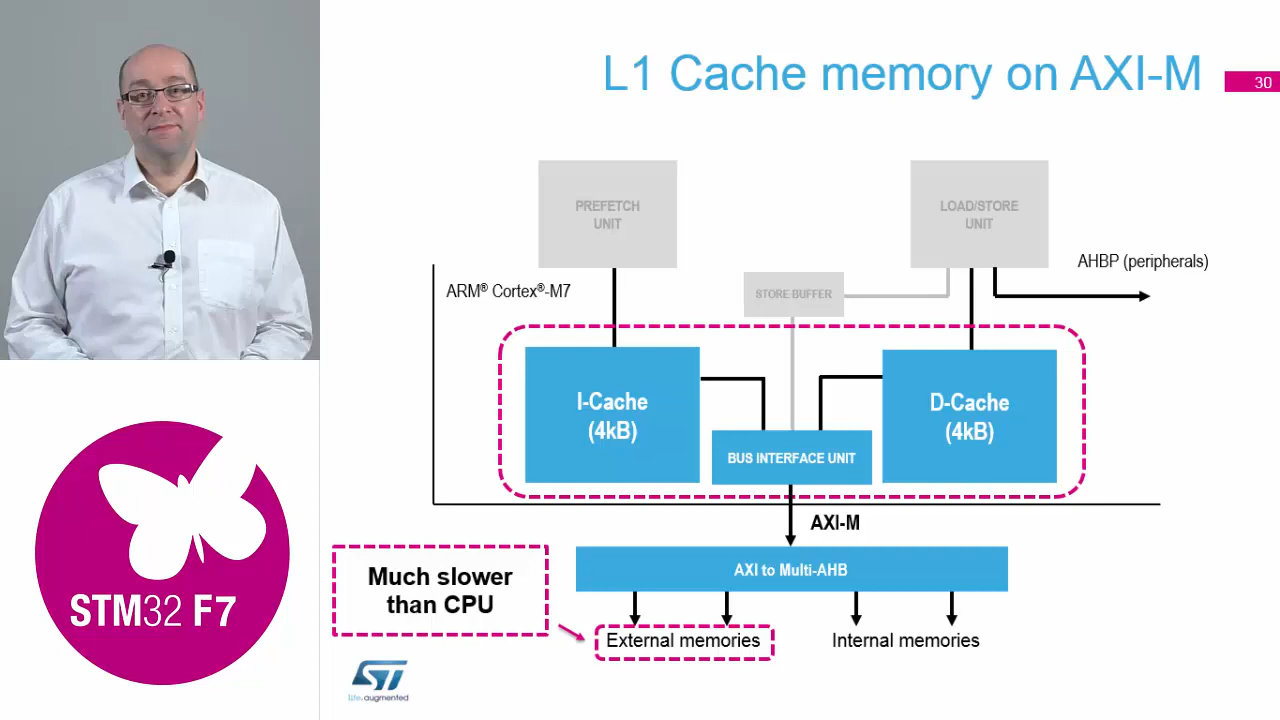 L1 Cache memory on AXI-M
30
PREFETCH
UNIT
LOAD/STORE
UNIT
AHBP (peripherals)
ARM® Cortex®-M7
STORE BUFFER
I-Cache
(4kB)
D-Cache
(4kB)
BUS INTERFACE UNIT
AXI-M
Much slower
than CPU
AXI to Multi-AHB
External memories
Internal memories
STM32 F7
ST
life.augmented